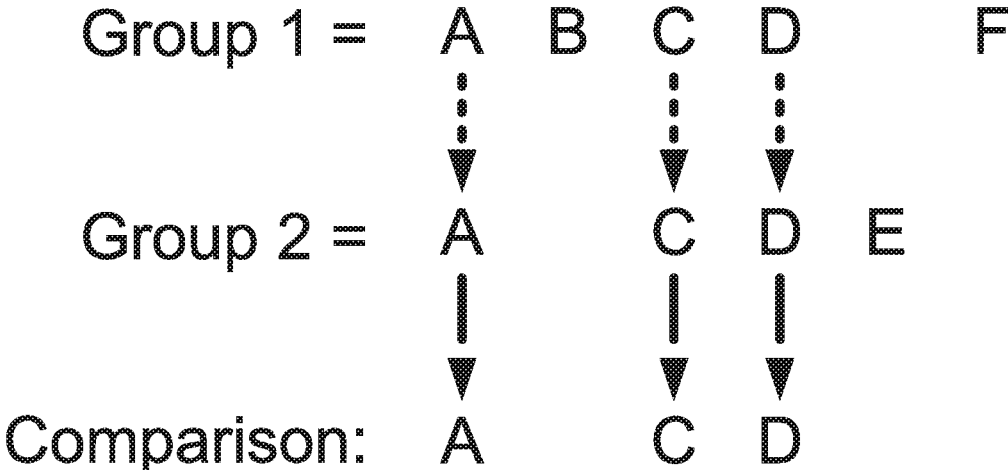 Group 1 = A B C D F
Group 2 = A C D E
Comparison: A C D